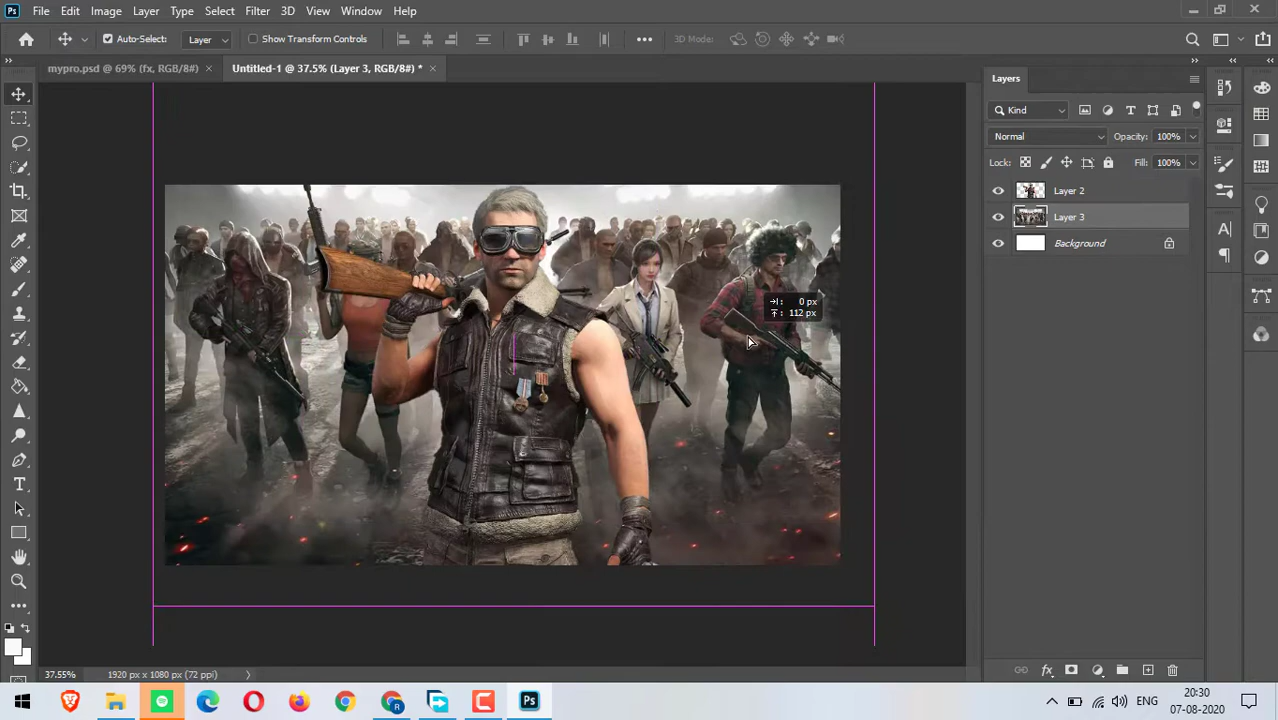 Ps File Edit Image Layer Type Select Filter 3D View Window Help
Auto-Select: Layer Show Transform Controls 3D Mode:
mypro.psd @ 69% (fx, RGB/8#) × Untitled-1 @ 37.5% (Layer 3, RGB/8#) * ×
Layers
Kind
Normal Opacity: 100%
Lock: Fill: 100%
Layer 2
Layer 3
Background
0 px
112 px
37.55% 1920 px x 1080 px (72 ppi)
ENG
20:30
07-08-2020